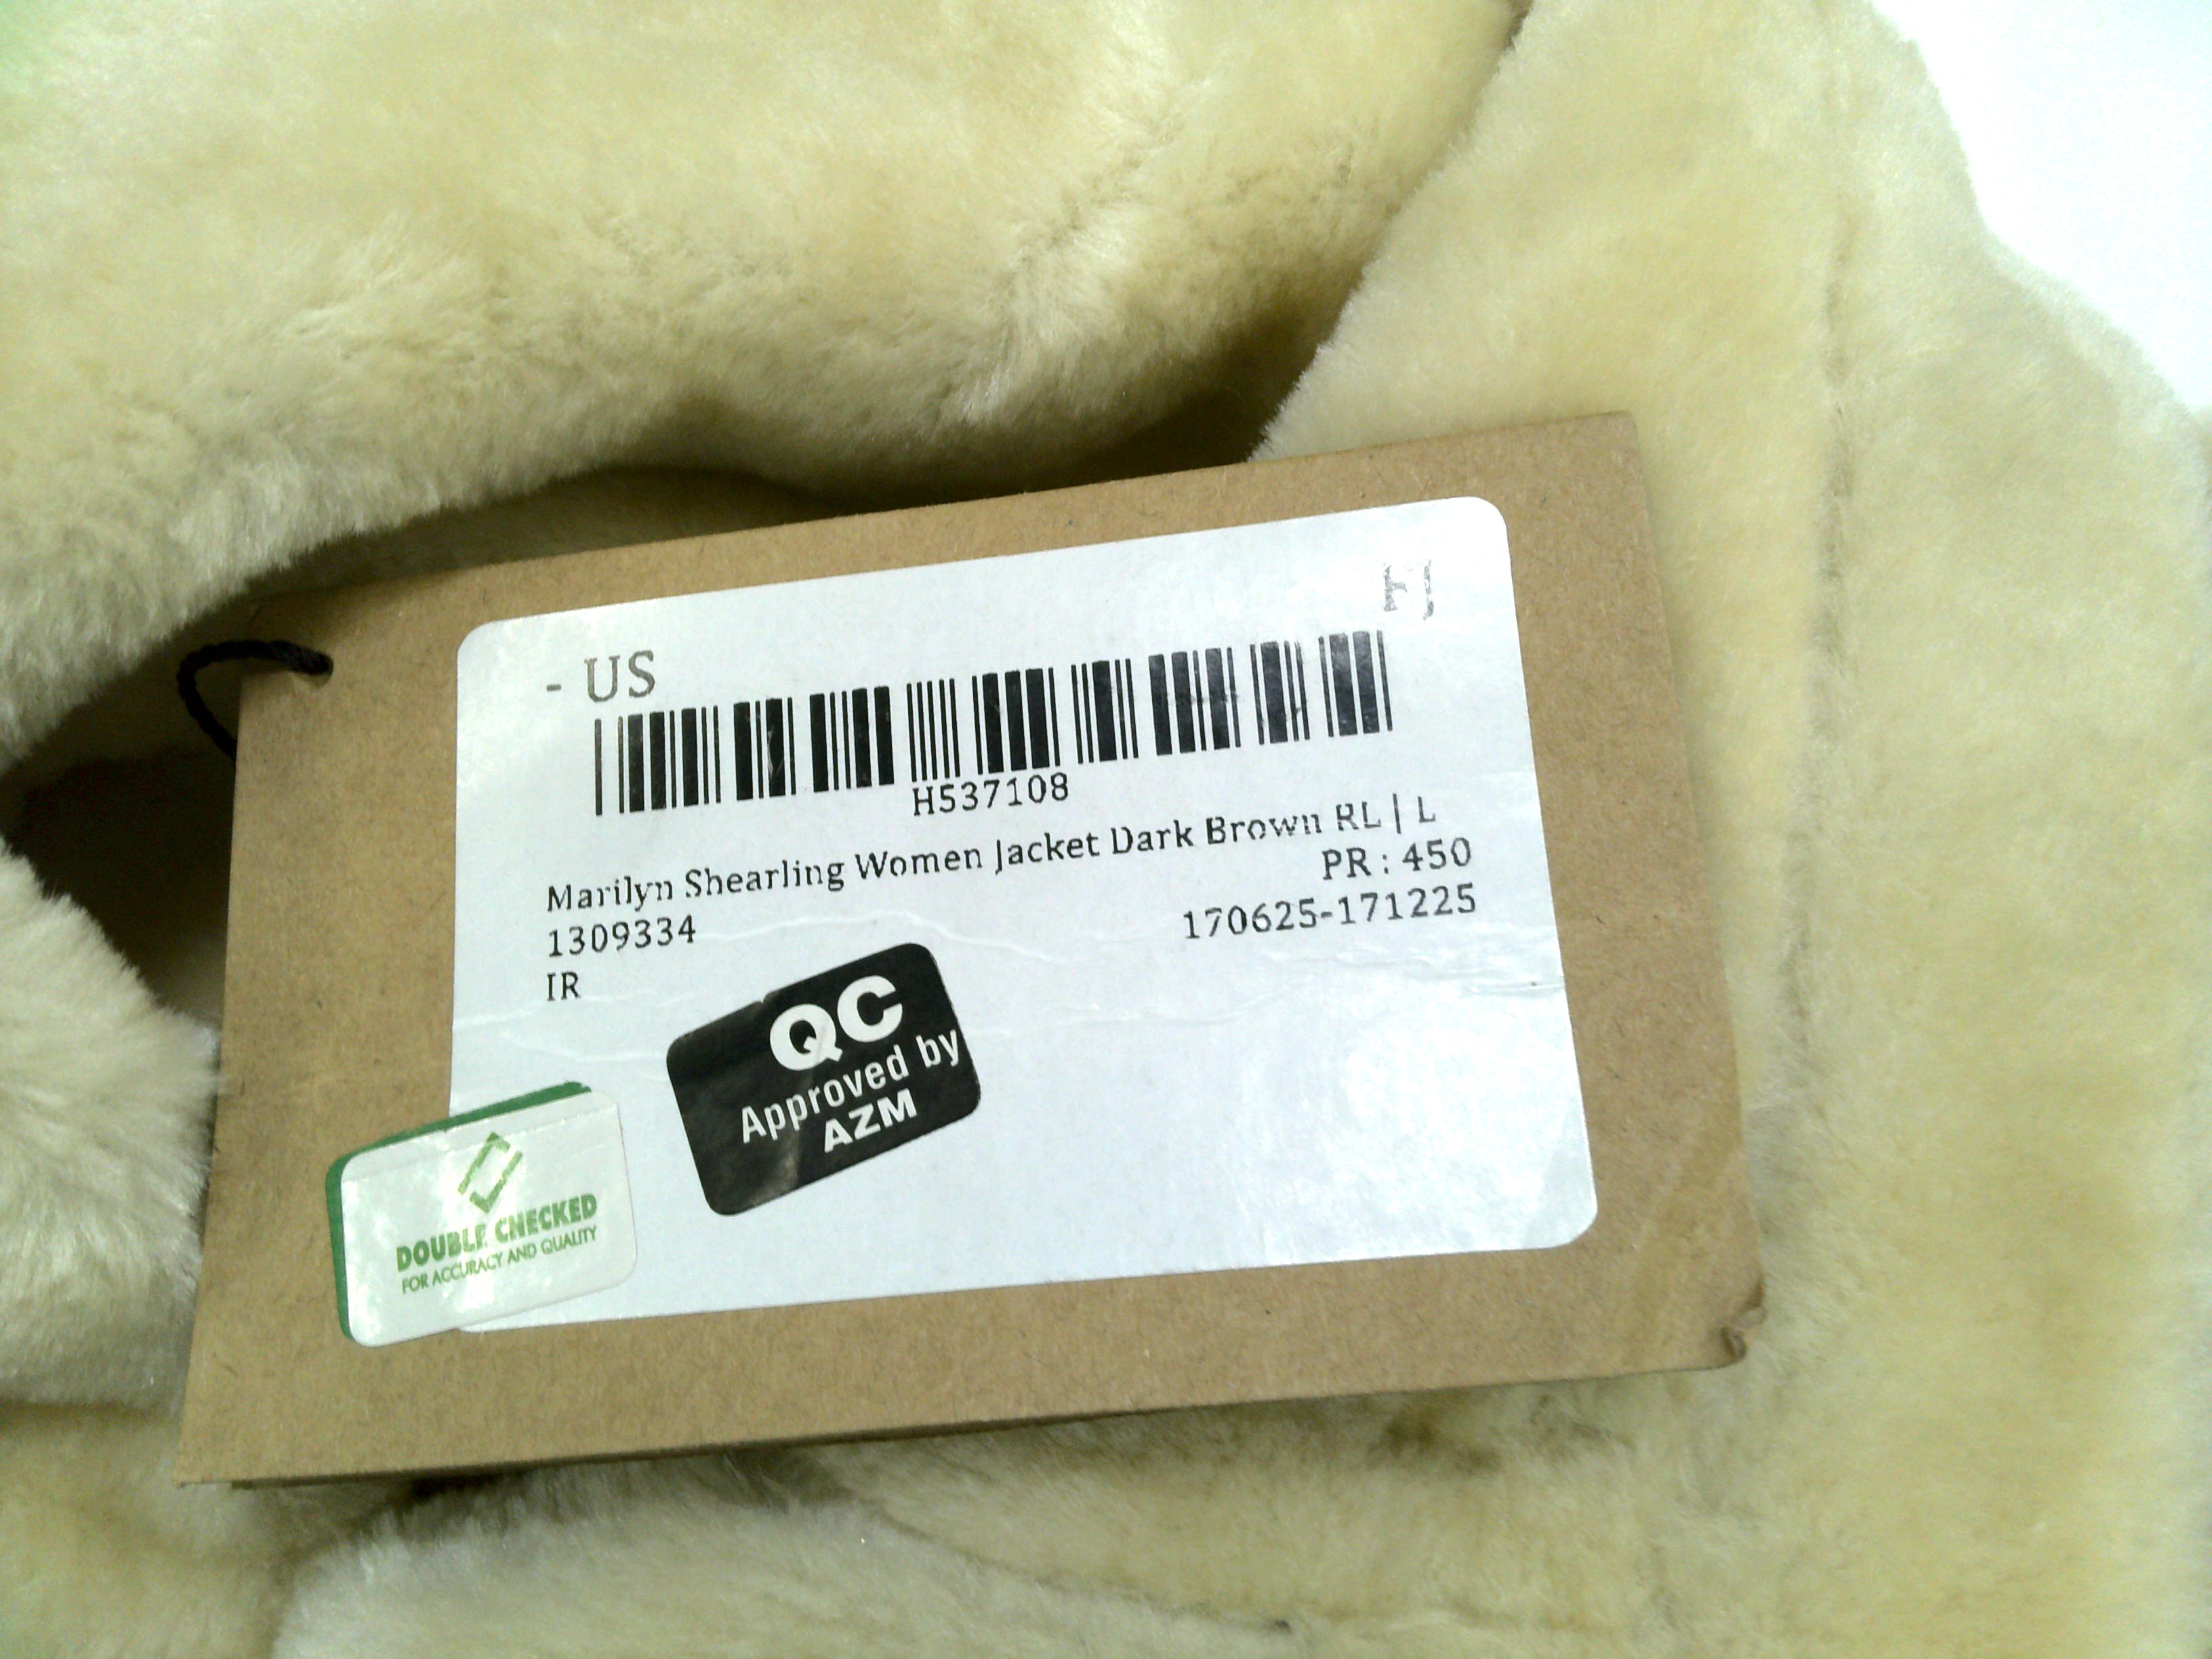 - US
H537108
Marilyn Shearling Women Jacket Dark Brown RL | L
PR : 450
1309334
170625-171225
IR
QC
Approved by
AZM
DOUBLE CHECKED
FOR ACCURACY AND QUALITY